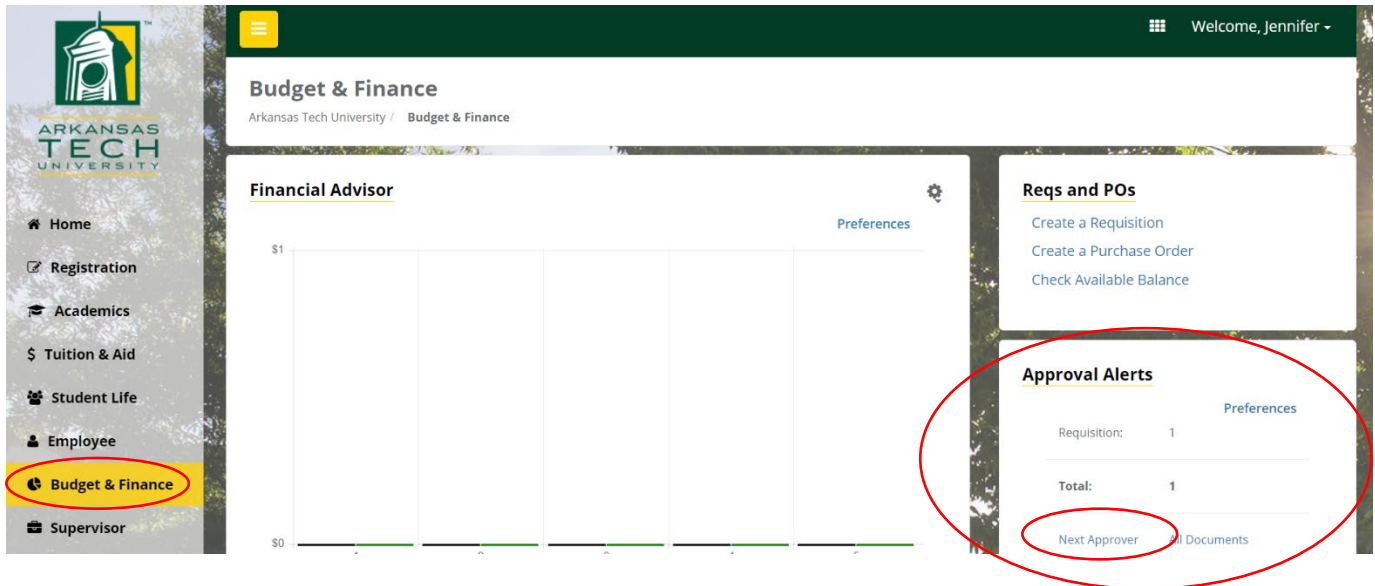 ™
ARKANSAS
TECH
UNIVERSITY
Home
Registration
Academics
$ Tuition & Aid
Student Life
Employee
Budget & Finance
Supervisor
Welcome, Jennifer
Budget & Finance
Arkansas Tech University / Budget & Finance
Financial Advisor
Preferences
$1
$0
Reqs and POs
Create a Requisition
Create a Purchase Order
Check Available Balance
Approval Alerts
Preferences
Requisition: 1
Total: 1
Next Approver All Documents